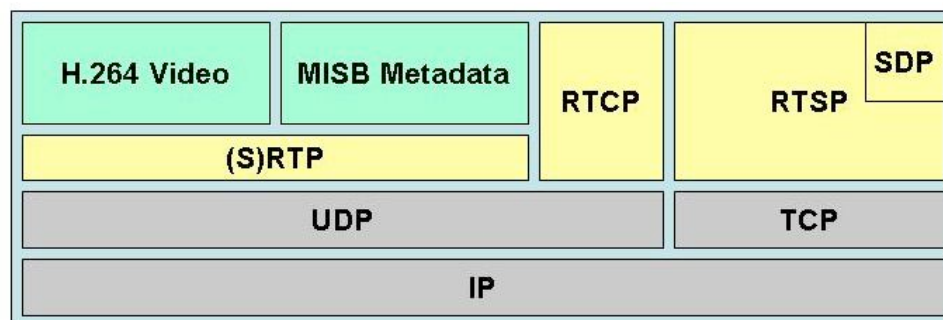 H.264 Video
MISB Metadata
RTCP
RTSP
SDP
(S)RTP
UDP
TCP
IP